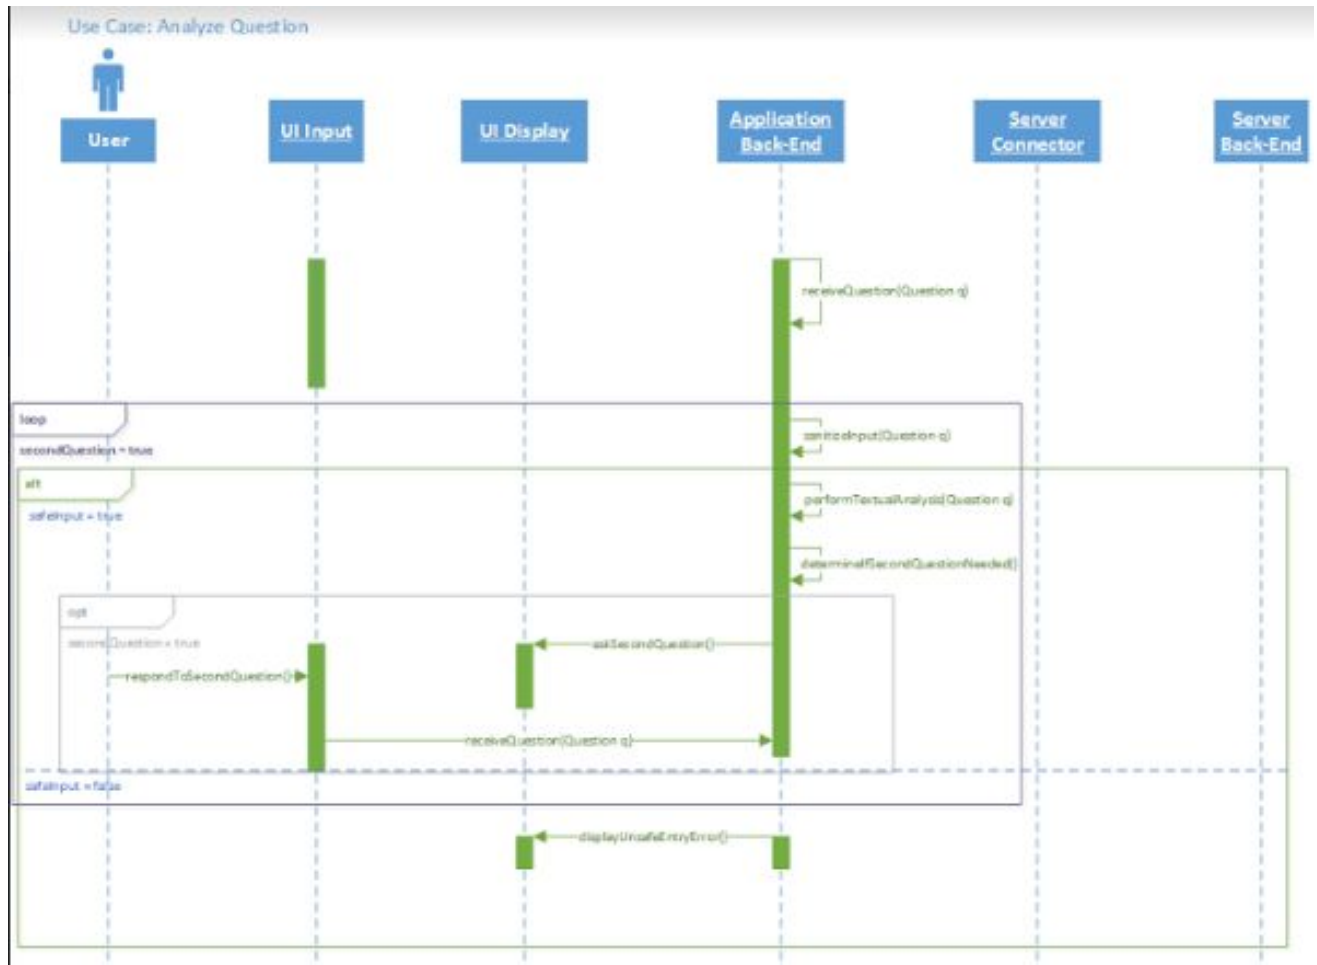 Use Case: Analyze Question
User
UI Input
UI Display
Application
Back-End
Server
Connector
Server
Back-End
receiveQuestion(Question q)
loop
sanitizeInput(Question q)
secondQuestion = true
alt
performTextualAnalysis(Question q)
safeInput = true
determineIfSecondQuestionNeeded()
opt
secondQuestion = true
askSecondQuestion()
respondToSecondQuestion()
receiveQuestion(Question q)
safeInput = false
displayUnsafeEntryError()